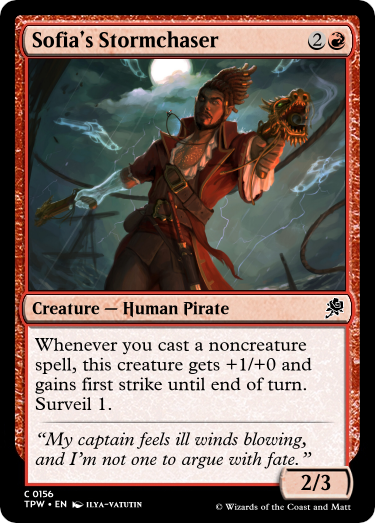 Sofia's Stormchaser 2
Creature — Human Pirate
Whenever you cast a noncreature
spell, this creature gets +1/+0 and
gains first strike until end of turn.
Surveil 1.
“My captain feels ill winds blowing,
and I'm not one to argue with fate.”
2/3
C 0156
TPW • EN ILYA-VATUTIN
© Wizards of the Coast and Matt